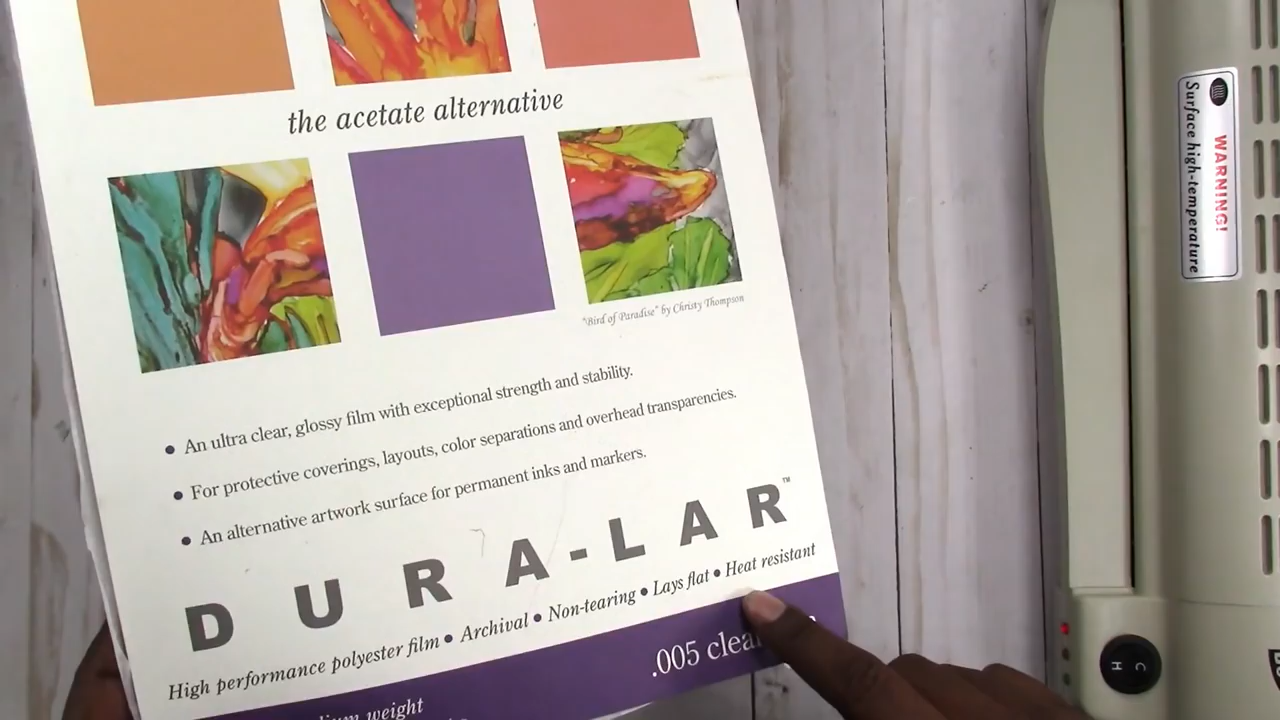 the acetate alternative
"Bird of Paradise" by Christy Thompson
• An ultra clear, glossy film with exceptional strength and stability.
• For protective coverings, layouts, color separations and overhead transparencies.
• An alternative artwork surface for permanent inks and markers.
DURA-LAR™
High performance polyester film • Archival • Non-tearing • Lays flat • Heat resistant
.005 clear
weight
WARNING!
Surface high-temperature
C
H